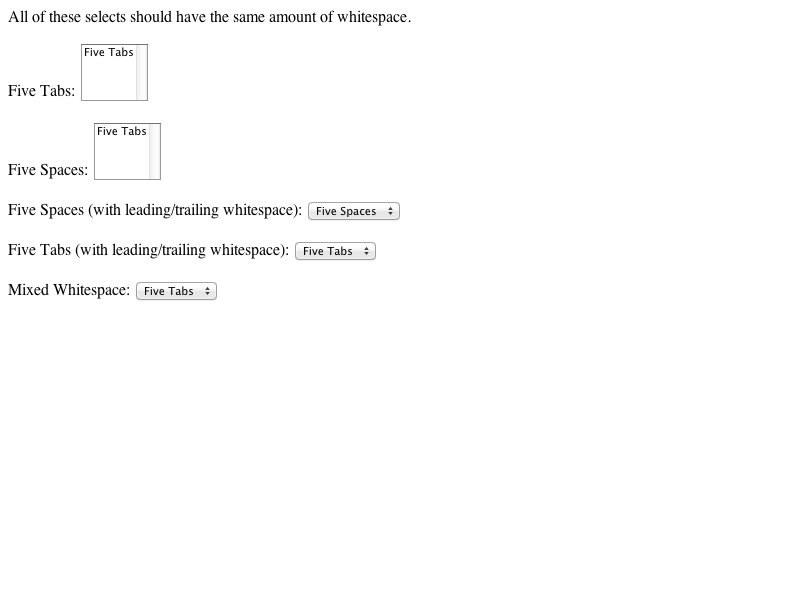 All of these selects should have the same amount of whitespace.
Five Tabs: Five Tabs
Five Spaces: Five Tabs
Five Spaces (with leading/trailing whitespace): Five Spaces
Five Tabs (with leading/trailing whitespace): Five Tabs
Mixed Whitespace: Five Tabs